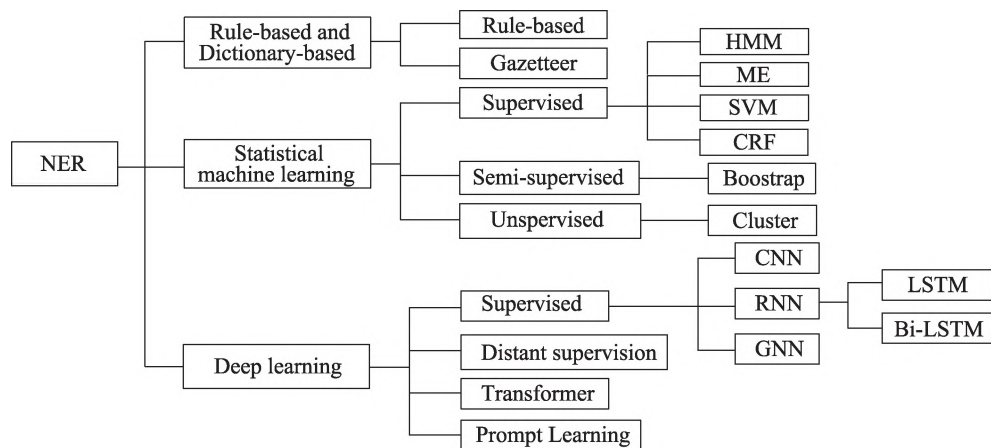 NER
Rule-based and
Dictionary-based
Rule-based
Gazetteer
Statistical
machine learning
Supervised
HMM
ME
SVM
CRF
Semi-supervised
Boostrap
Unspervised
Cluster
Deep learning
Supervised
CNN
RNN
LSTM
Bi-LSTM
GNN
Distant supervision
Transformer
Prompt Learning